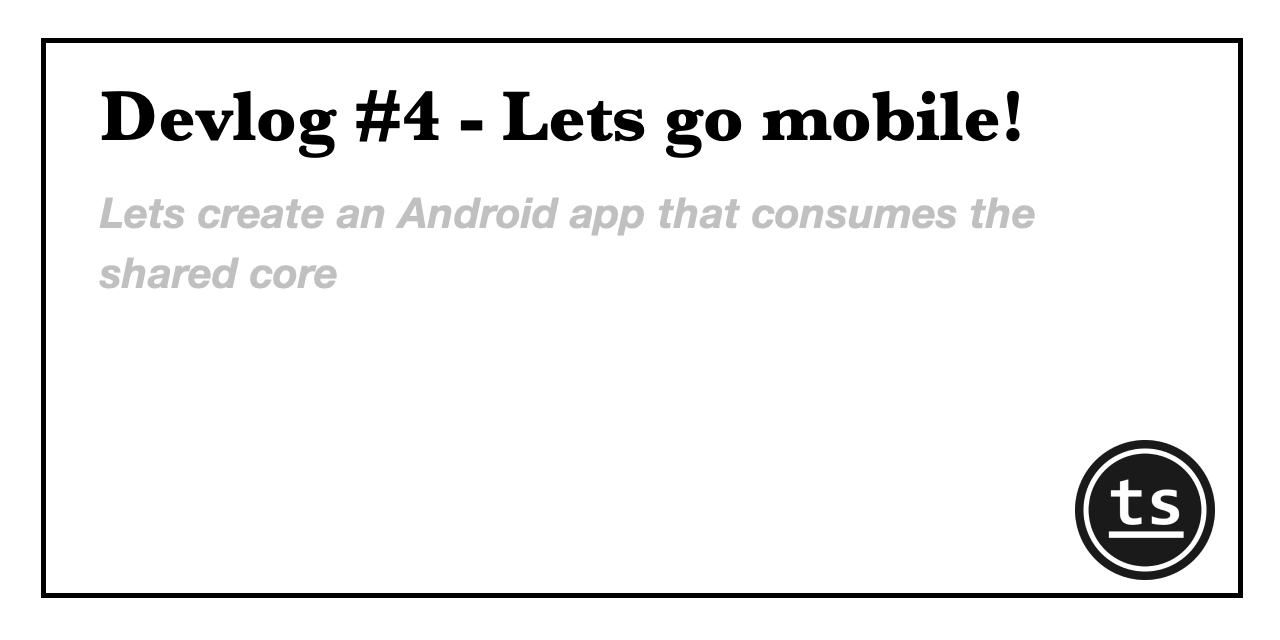 Devlog #4 - Lets go mobile!
Lets create an Android app that consumes the
shared core
ts